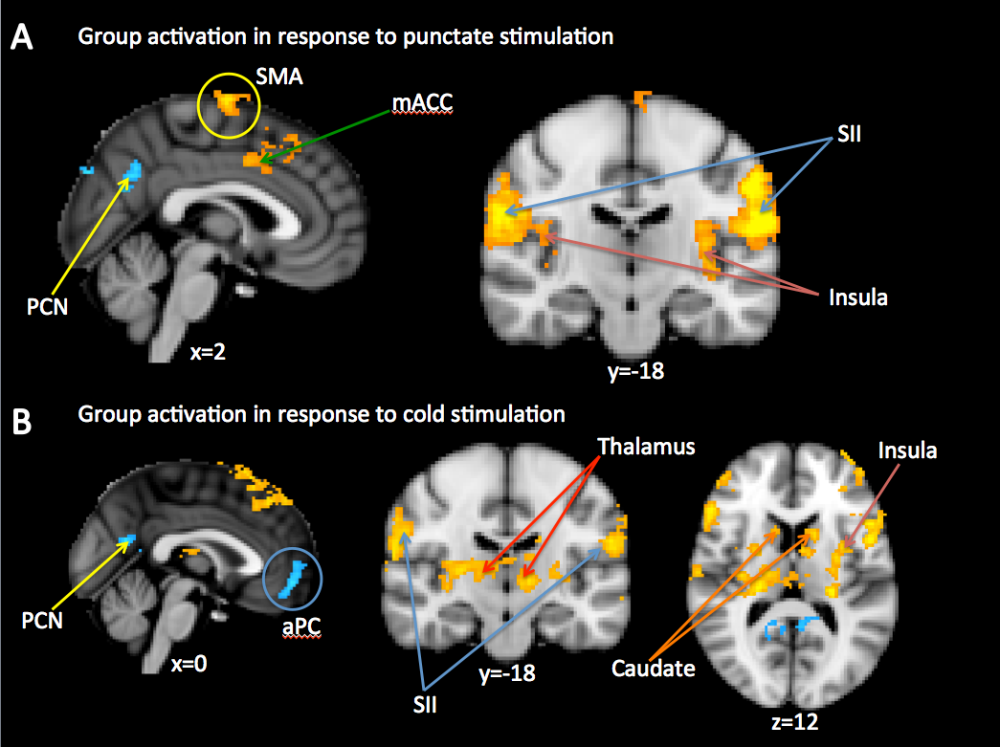 A
Group activation in response to punctate stimulation
SMA
mACC
SII
PCN
Insula
x=2
y=-18
B
Group activation in response to cold stimulation
Thalamus
Insula
PCN
aPC
x=0
SII
y=-18
Caudate
z=12